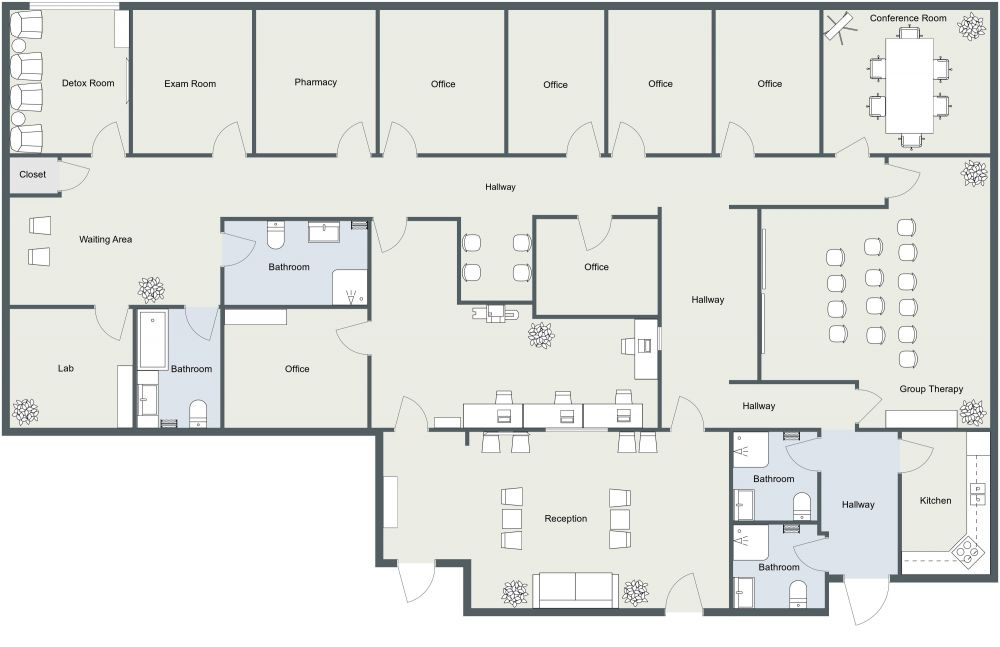 Conference Room
Detox Room
Exam Room
Pharmacy
Office
Office
Office
Office
Closet
Hallway
Waiting Area
Bathroom
Office
Hallway
Lab
Bathroom
Office
Group Therapy
Hallway
Bathroom
Reception
Hallway
Kitchen
Bathroom